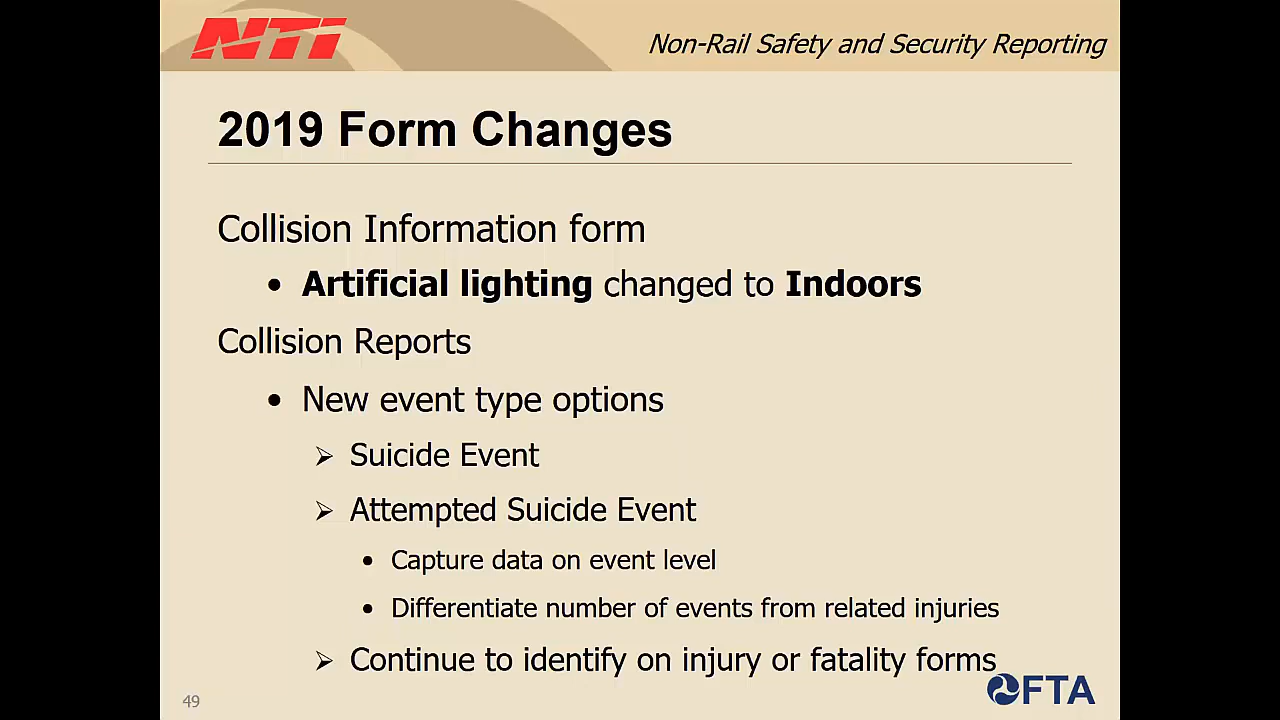 NTI
Non-Rail Safety and Security Reporting
2019 Form Changes
Collision Information form
• Artificial lighting changed to Indoors
Collision Reports
• New event type options
➢ Suicide Event
➢ Attempted Suicide Event
• Capture data on event level
• Differentiate number of events from related injuries
➢ Continue to identify on injury or fatality forms
FTA
49